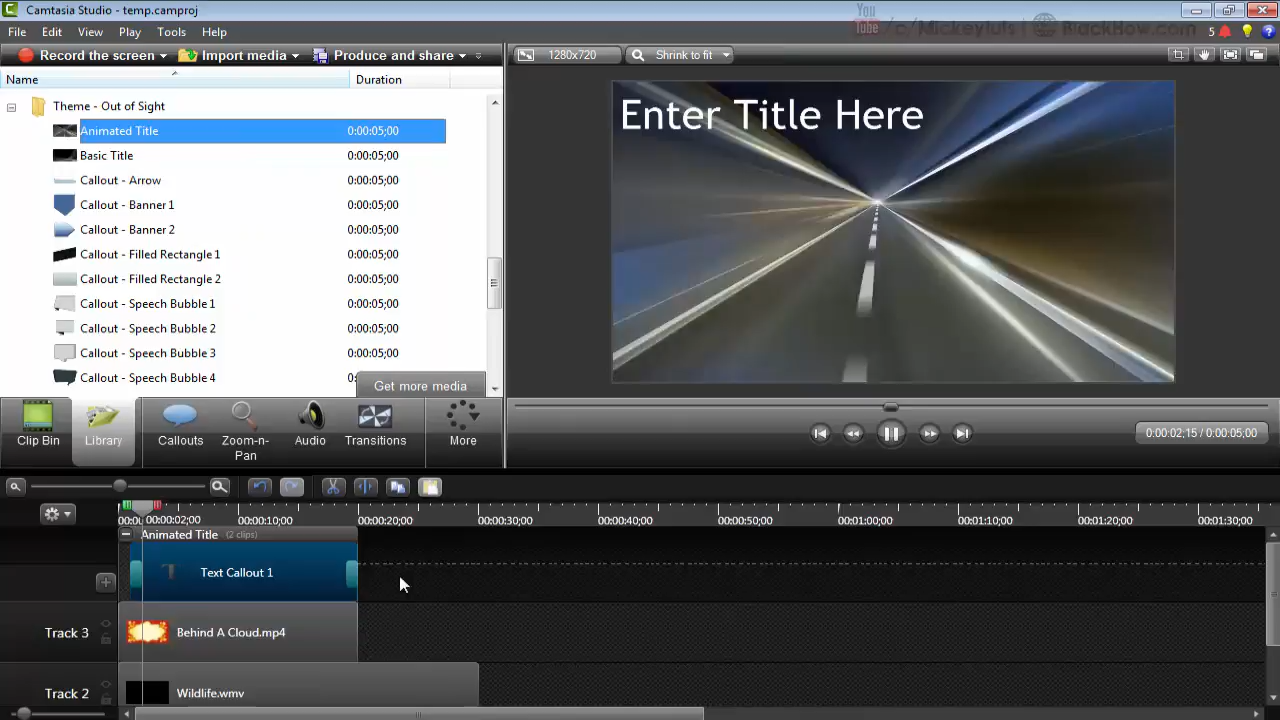 Camtasia Studio - temp.camproj
You Tube /c/Mickeyluis | BlackHow.com
File Edit View Play Tools Help
5
Record the screen Import media Produce and share
1280x720 Shrink to fit
Name Duration
Theme - Out of Sight
Animated Title 0:00:05;00
Basic Title 0:00:05;00
Callout - Arrow 0:00:05;00
Callout - Banner 1 0:00:05;00
Callout - Banner 2 0:00:05;00
Callout - Filled Rectangle 1 0:00:05;00
Callout - Filled Rectangle 2 0:00:05;00
Callout - Speech Bubble 1 0:00:05;00
Callout - Speech Bubble 2 0:00:05;00
Callout - Speech Bubble 3 0:00:05;00
Callout - Speech Bubble 4 0:
Get more media
Enter Title Here
Clip Bin Library Callouts Zoom-n-Pan Audio Transitions More
0:00:02;15 / 0:00:05;00
00:0 00:00:02;00 00:00:10;00 00:00:20;00 00:00:30;00 00:00:40;00 00:00:50;00 00:01:00;00 00:01:10;00 00:01:20;00 00:01:30;00
Animated Title (2 clips)
Text Callout 1
Track 3 Behind A Cloud.mp4
Track 2 Wildlife.wmv